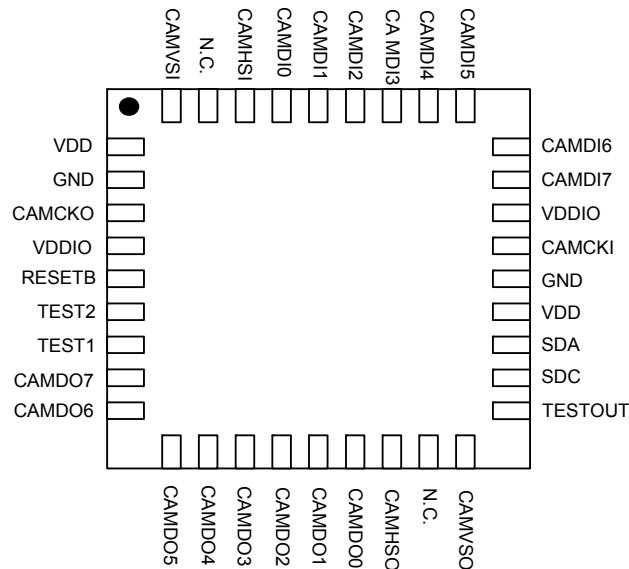 CAMVSI
N.C.
CAMHSI
CAMDI0
CAMDI1
CAMDI2
CA MDI3
CAMDI4
CAMDI5
VDD
GND
CAMCKO
VDDIO
RESETB
TEST2
TEST1
CAMDO7
CAMDO6
CAMDI6
CAMDI7
VDDIO
CAMCKI
GND
VDD
SDA
SDC
TESTOUT
CAMDO5
CAMDO4
CAMDO3
CAMDO2
CAMDO1
CAMDO0
CAMHSO
N.C.
CAMVSO